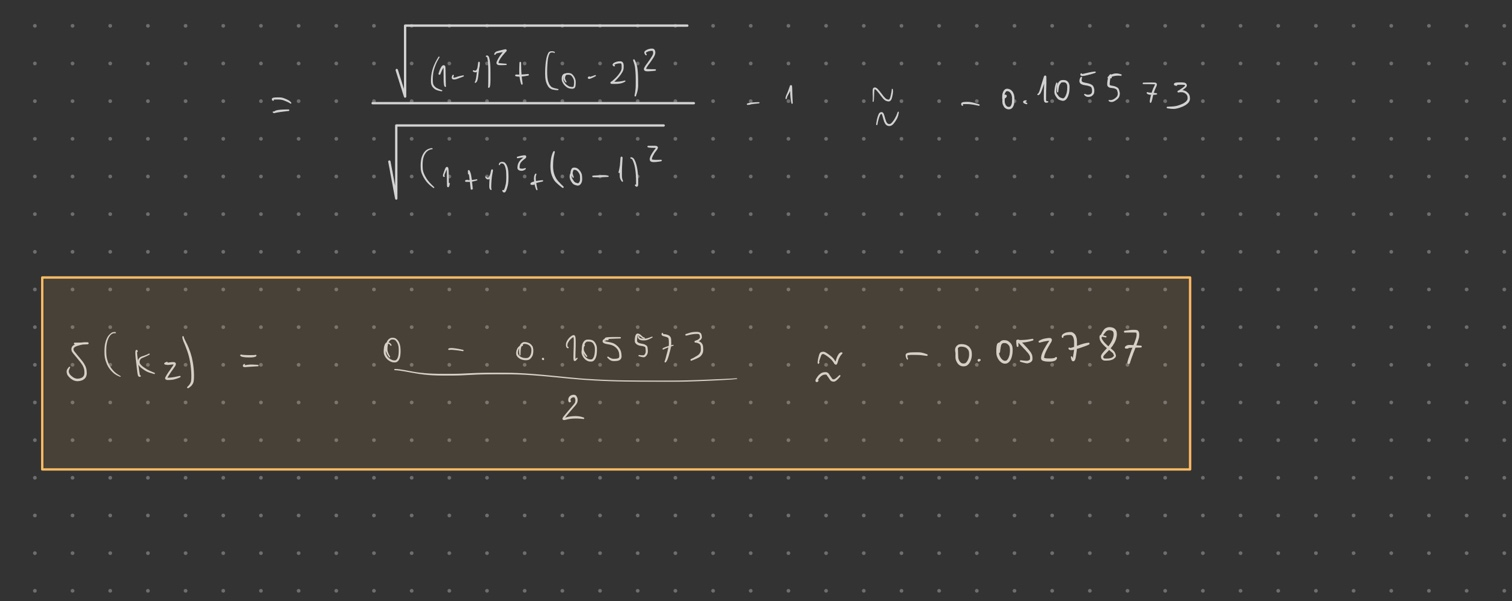 = √((1-1)² + (0-2)²) / √((1+1)² + (0-1)²) - 1 ≈ - 0.105573
S(K2) = (0 - 0.105573) / 2 ≈ - 0.052787